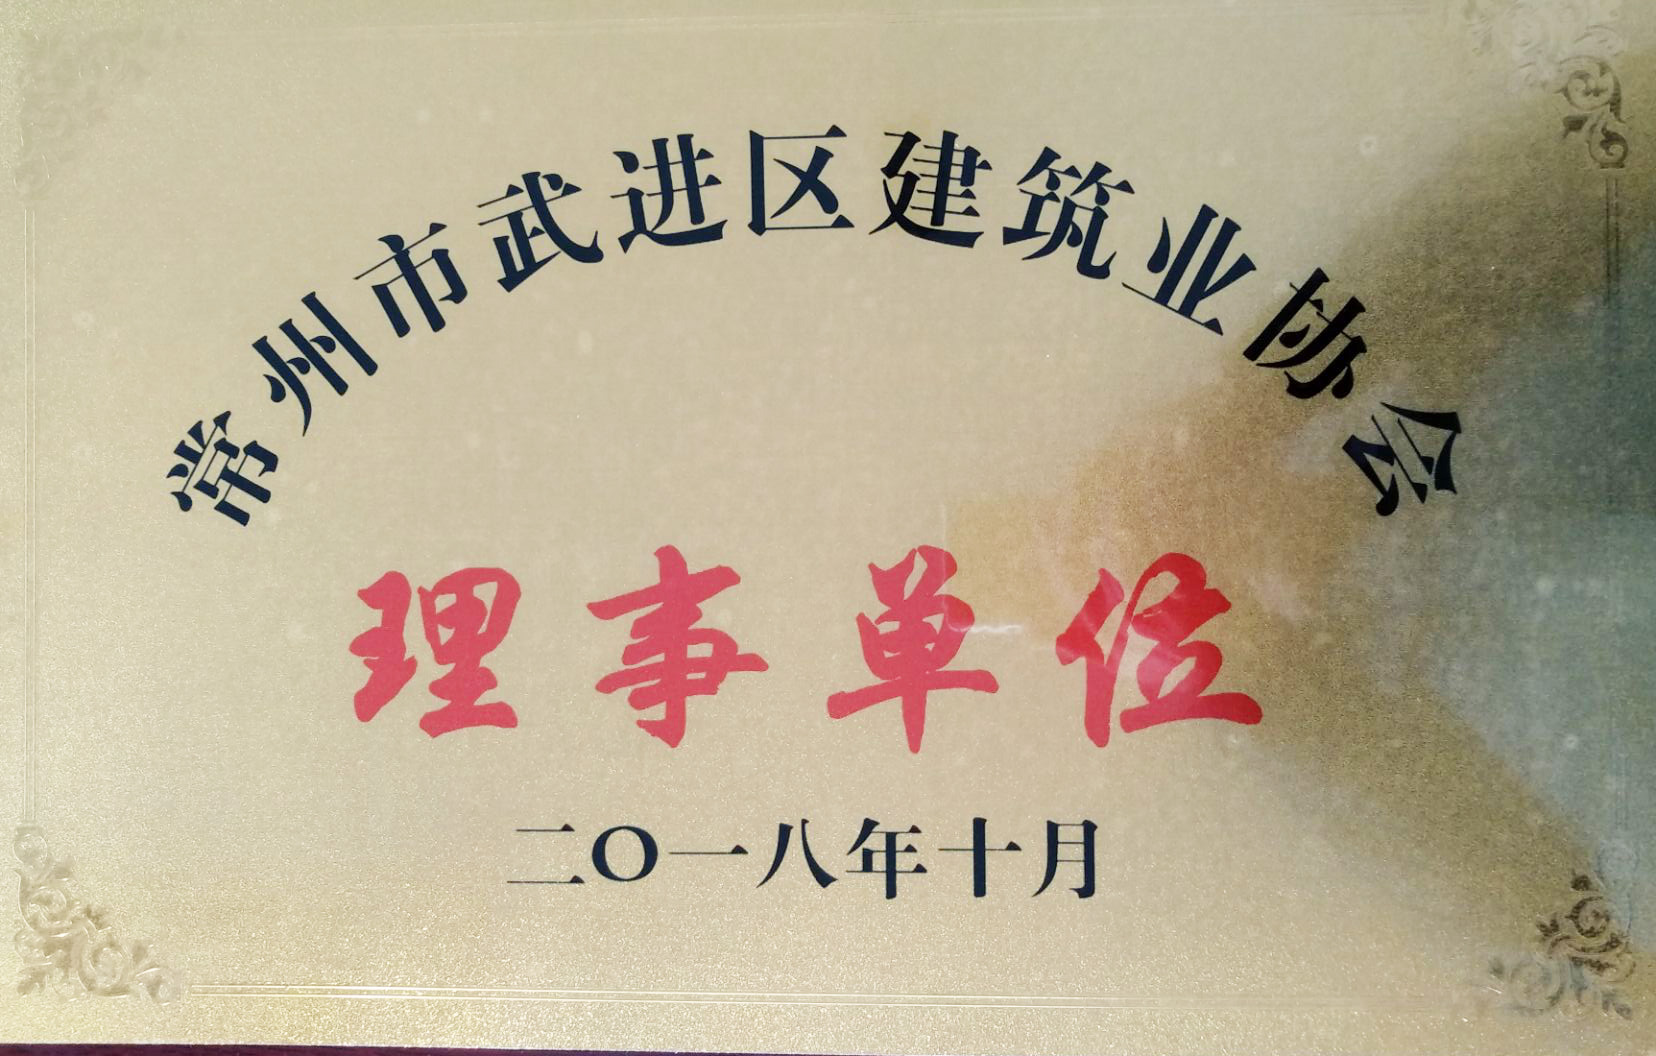 常州市武进区建筑业协会
理事单位
二〇一八年十月